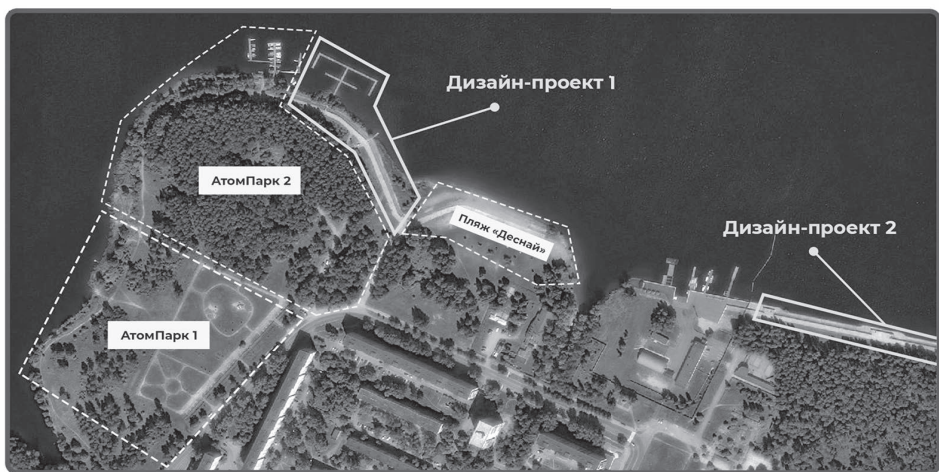 Дизайн-проект 1
АтомПарк 2
Пляж «Деснай»
Дизайн-проект 2
АтомПарк 1